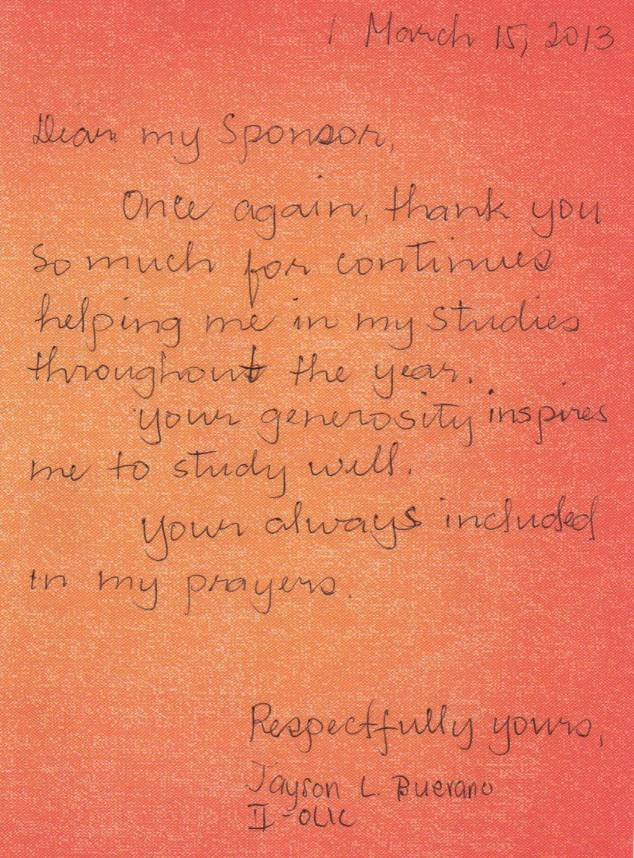 March 15, 2013
Dear my Sponsor,
Once again, thank you
so much for continues
helping me in my studies
throughout the year.
Your generosity inspires
me to study well.
Your always included
in my prayers.
Respectfully yours,
Jayson L. Buerano
II - OLIC